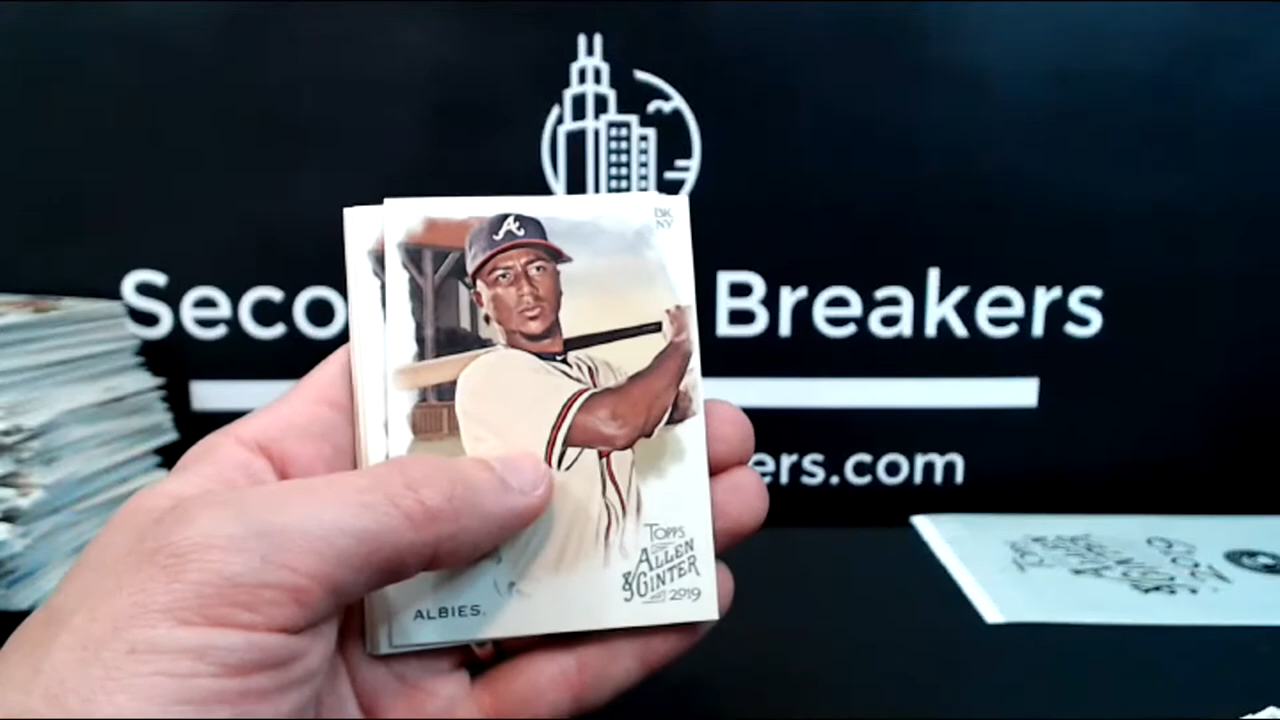 A
DK
NY
Seco
Breakers
ers.com
TOPPS
ALLEN
& GINTER
2019
ALBIES.